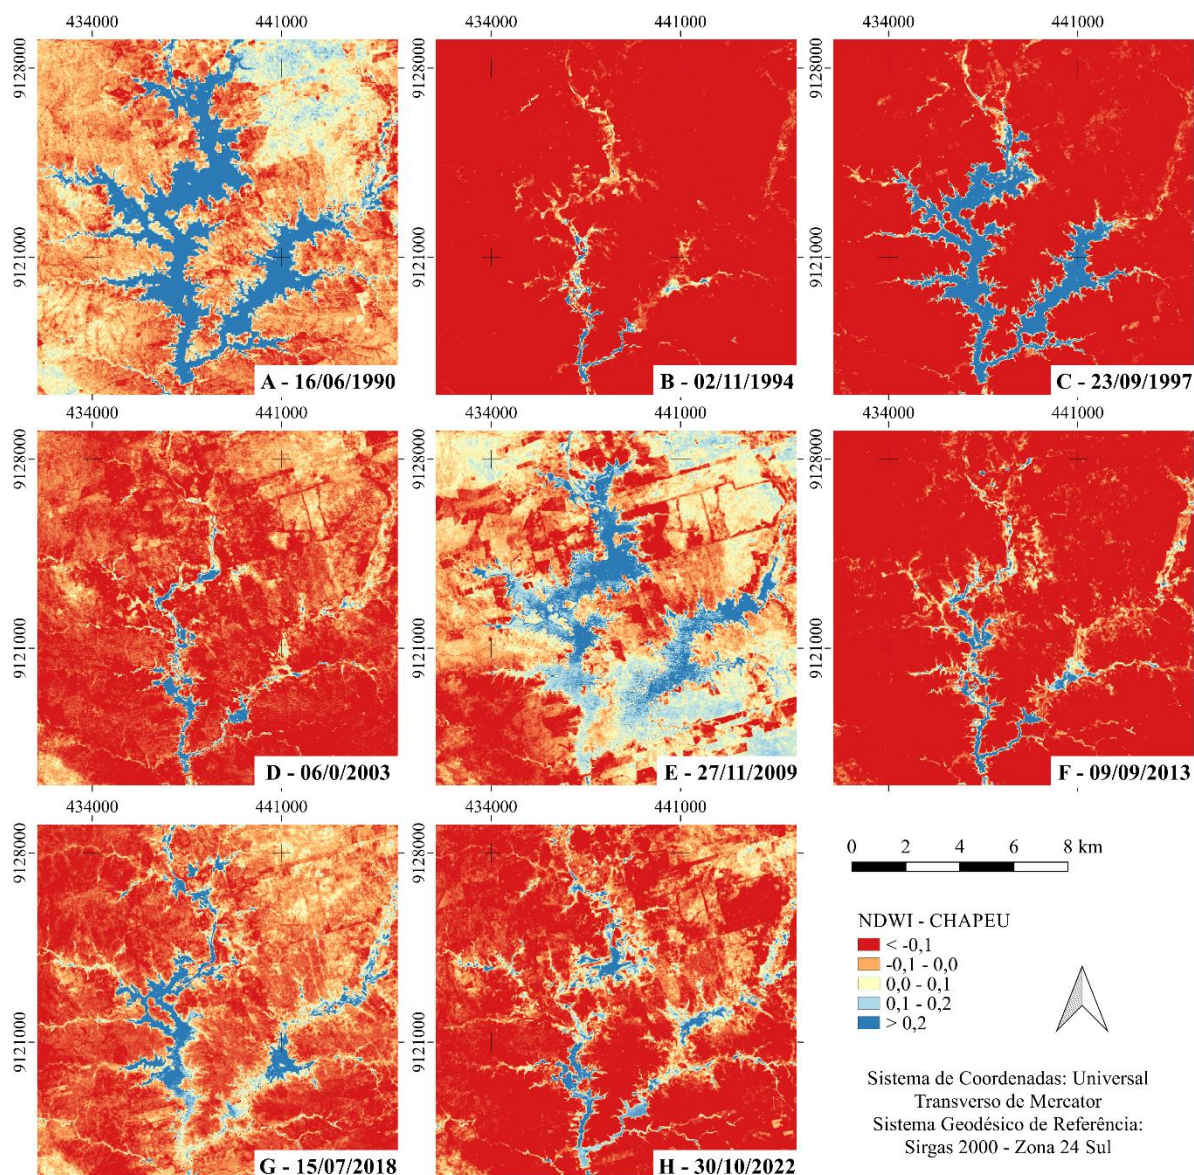 434000 441000 434000 441000 434000 441000
9128000 9128000 9128000
9121000 9121000 9121000
A - 16/06/1990 B - 02/11/1994 C - 23/09/1997
434000 441000 434000 441000 434000 441000
9128000 9128000 9128000
9121000 9121000 9121000
D - 06/0/2003 E - 27/11/2009 F - 09/09/2013
434000 441000 434000 441000
9128000 9128000
9121000 9121000
G - 15/07/2018 H - 30/10/2022
0 2 4 6 8 km
NDWI - CHAPEU
< -0,1
-0,1 - 0,0
0,0 - 0,1
0,1 - 0,2
> 0,2
Sistema de Coordenadas: Universal
Transverso de Mercator
Sistema Geodésico de Referência:
Sirgas 2000 - Zona 24 Sul